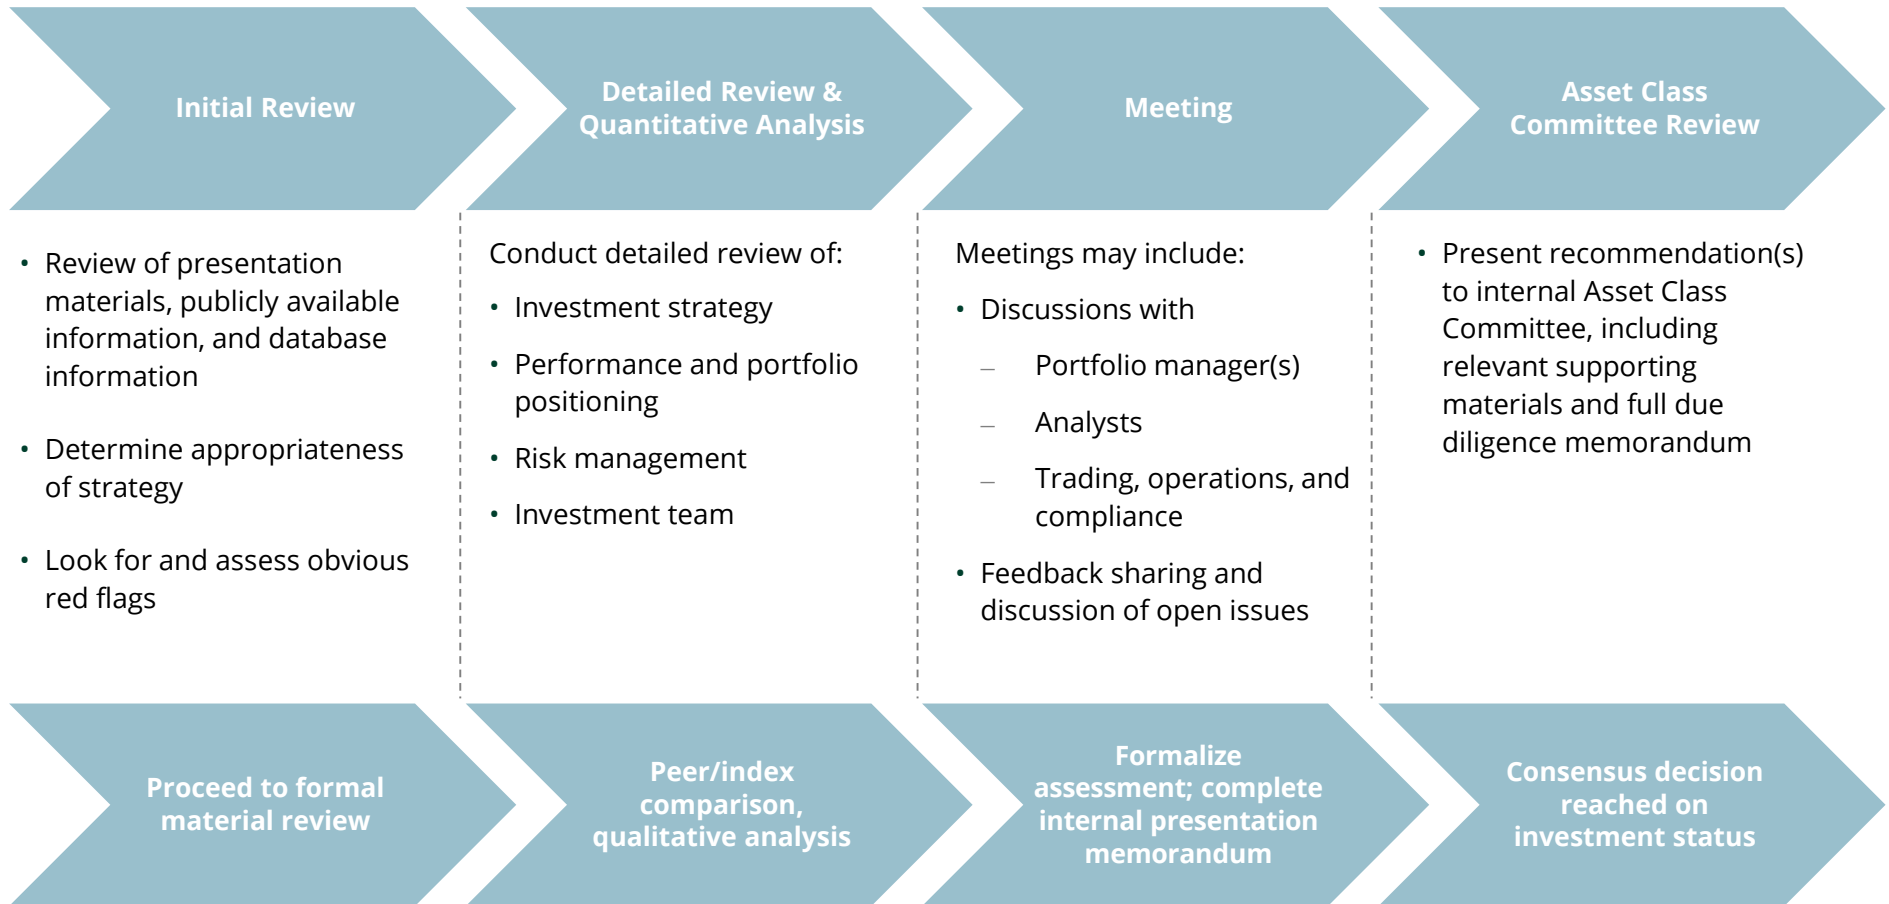 Initial Review
Detailed Review &
Quantitative Analysis
Meeting
Asset Class
Committee Review
• Review of presentation
materials, publicly available
information, and database
information
• Determine appropriateness
of strategy
• Look for and assess obvious
red flags
Conduct detailed review of:
• Investment strategy
• Performance and portfolio
positioning
• Risk management
• Investment team
Meetings may include:
• Discussions with
– Portfolio manager(s)
– Analysts
– Trading, operations, and
compliance
• Feedback sharing and
discussion of open issues
• Present recommendation(s)
to internal Asset Class
Committee, including
relevant supporting
materials and full due
diligence memorandum
Proceed to formal
material review
Peer/index
comparison,
qualitative analysis
Formalize
assessment; complete
internal presentation
memorandum
Consensus decision
reached on
investment status